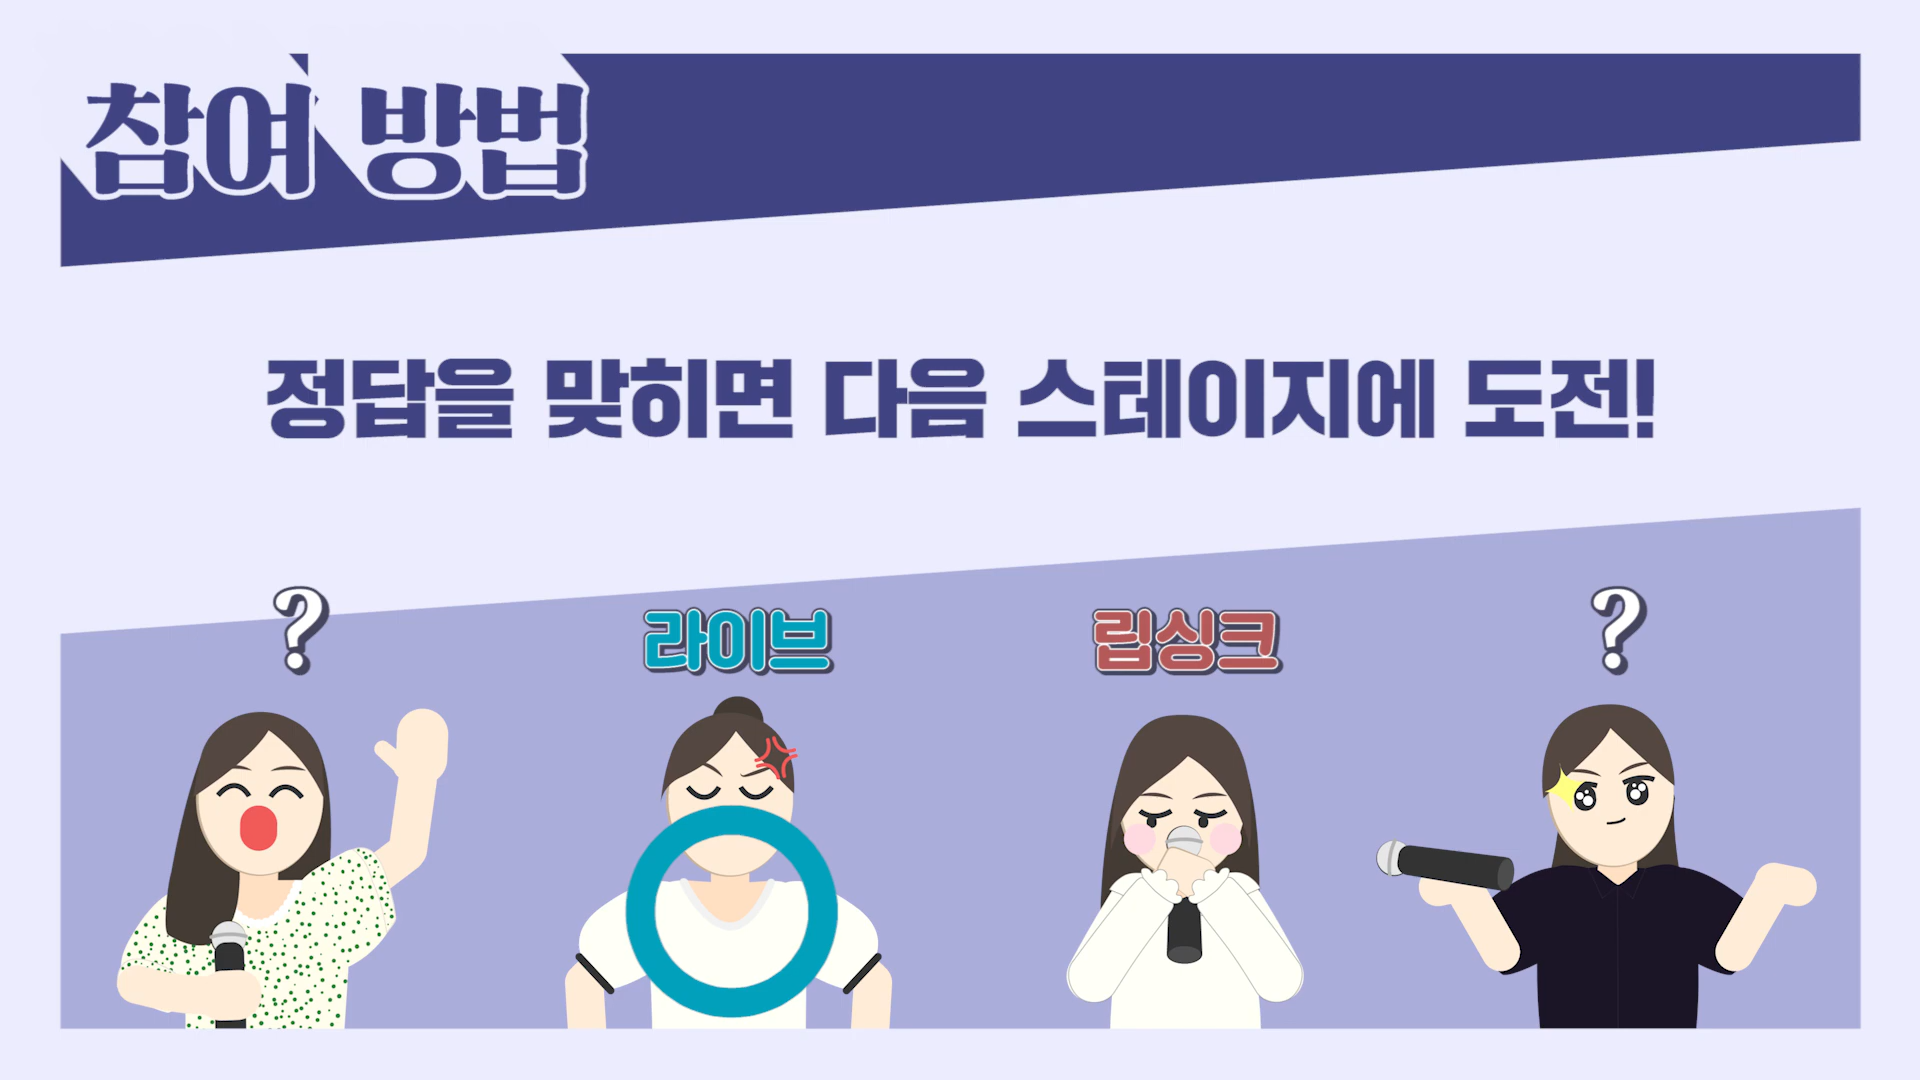 참여 방법
정답을 맞히면 다음 스테이지에 도전!
? 라이브 립싱크 ?